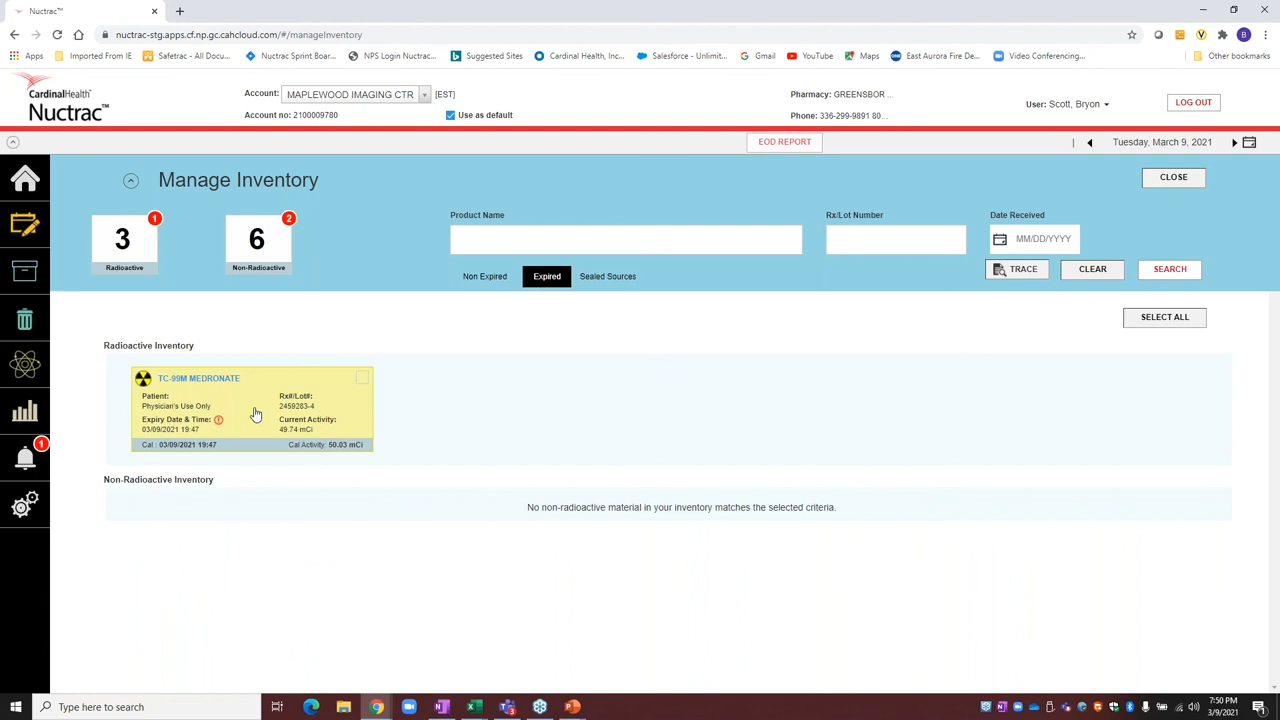 Nuctrac™
nuctrac-stg.apps.cf.np.gc.cahcloud.com/#/manageInventory
B
Apps
Imported From IE
Safetrac - All Docu...
Nuctrac Sprint Board...
NPS Login Nuctrac...
Suggested Sites
Cardinal Health, Inc...
Salesforce - Unlimit...
Gmail
YouTube
Maps
East Aurora Fire De...
Video Conferencing...
Other bookmarks
CardinalHealth™
Nuctrac™
Account: MAPLEWOOD IMAGING CTR [EST]
Account no: 2100009780
Use as default
Pharmacy: GREENSBOR ...
Phone: 336-299-9891 80...
User: Scott, Bryon
LOG OUT
EOD REPORT
Tuesday, March 9, 2021
Manage Inventory
CLOSE
3
1
Radioactive
6
2
Non-Radioactive
Product Name
Rx/Lot Number
Date Received
MM/DD/YYYY
Non Expired
Expired
Sealed Sources
TRACE
CLEAR
SEARCH
SELECT ALL
Radioactive Inventory
TC-99M MEDRONATE
Patient:
Physician's Use Only
Rx#/Lot#:
2459283-4
Expiry Date & Time:
03/09/2021 19:47
Current Activity:
49.74 mCi
Cal : 03/09/2021 19:47
Cal Activity: 50.03 mCi
Non-Radioactive Inventory
No non-radioactive material in your inventory matches the selected criteria.
1
Type here to search
7:50 PM
3/9/2021